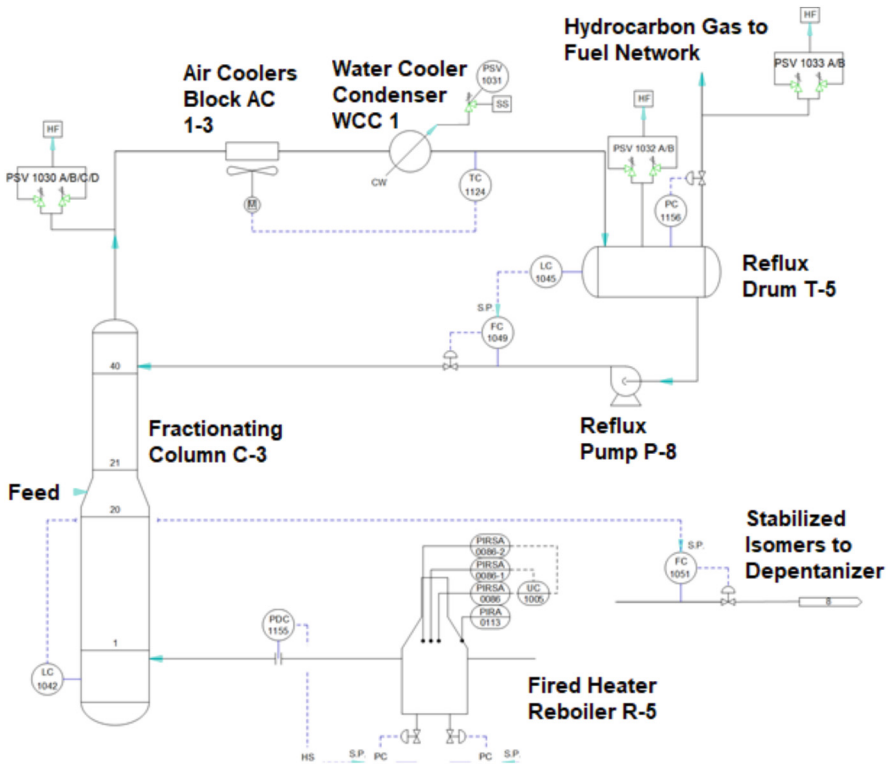 HF
PSV 1030 A/B/C/D
Air Coolers
Block AC
1-3
M
Water Cooler
Condenser
WCC 1
PSV
1031
SS
CW
TC
1124
Hydrocarbon Gas to
Fuel Network
HF
PSV 1032 A/B
HF
PSV 1033 A/B
PC
1156
LC
1045
Reflux
Drum T-5
S.P.
FC
1049
Reflux
Pump P-8
40
Fractionating
Column C-3
21
Feed
20
1
LC
1042
PIRSA
0086-2
PIRSA
0086-1
PIRSA
0086
PIRA
0113
UC
1005
PDC
1155
Fired Heater
Reboiler R-5
Stabilized
Isomers to
Depentanizer
S.P.
FC
1051
8
HS
S.P.
PC
PC
S.P.